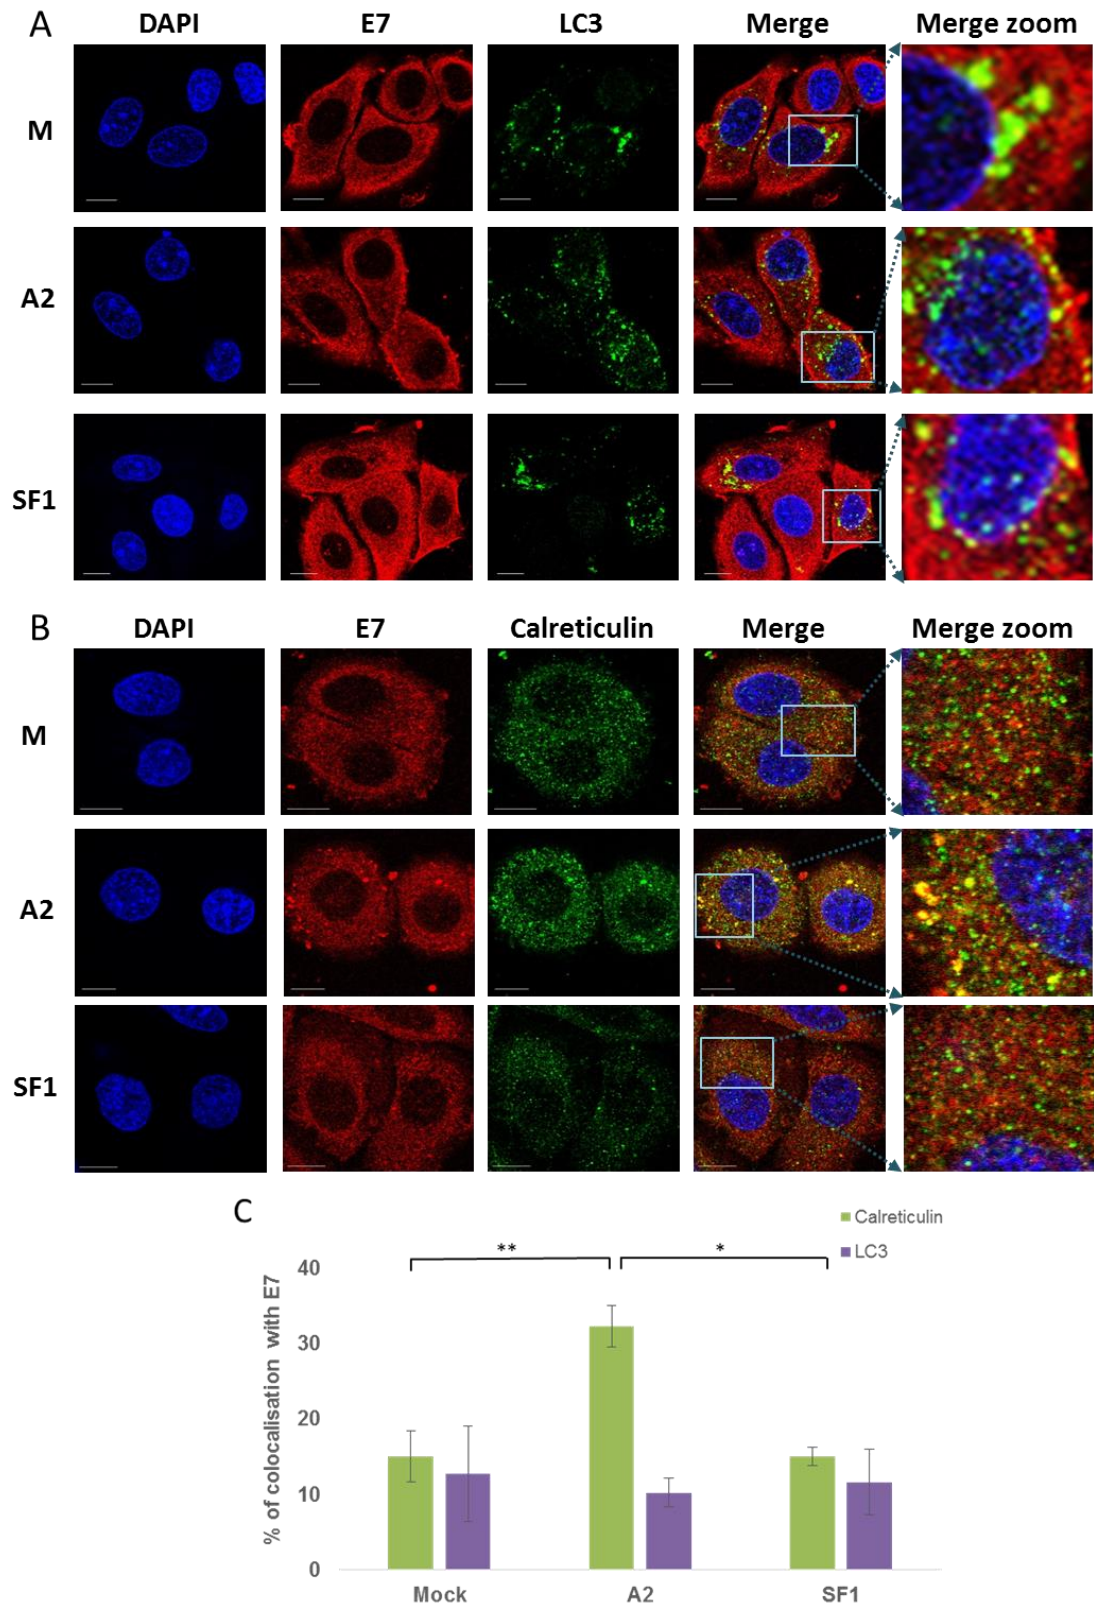 A DAPI E7 LC3 Merge Merge zoom
M
A2
SF1
B DAPI E7 Calreticulin Merge Merge zoom
M
A2
SF1
C
Calreticulin
LC3
** *
% of colocalisation with E7
40
30
20
10
0
Mock A2 SF1